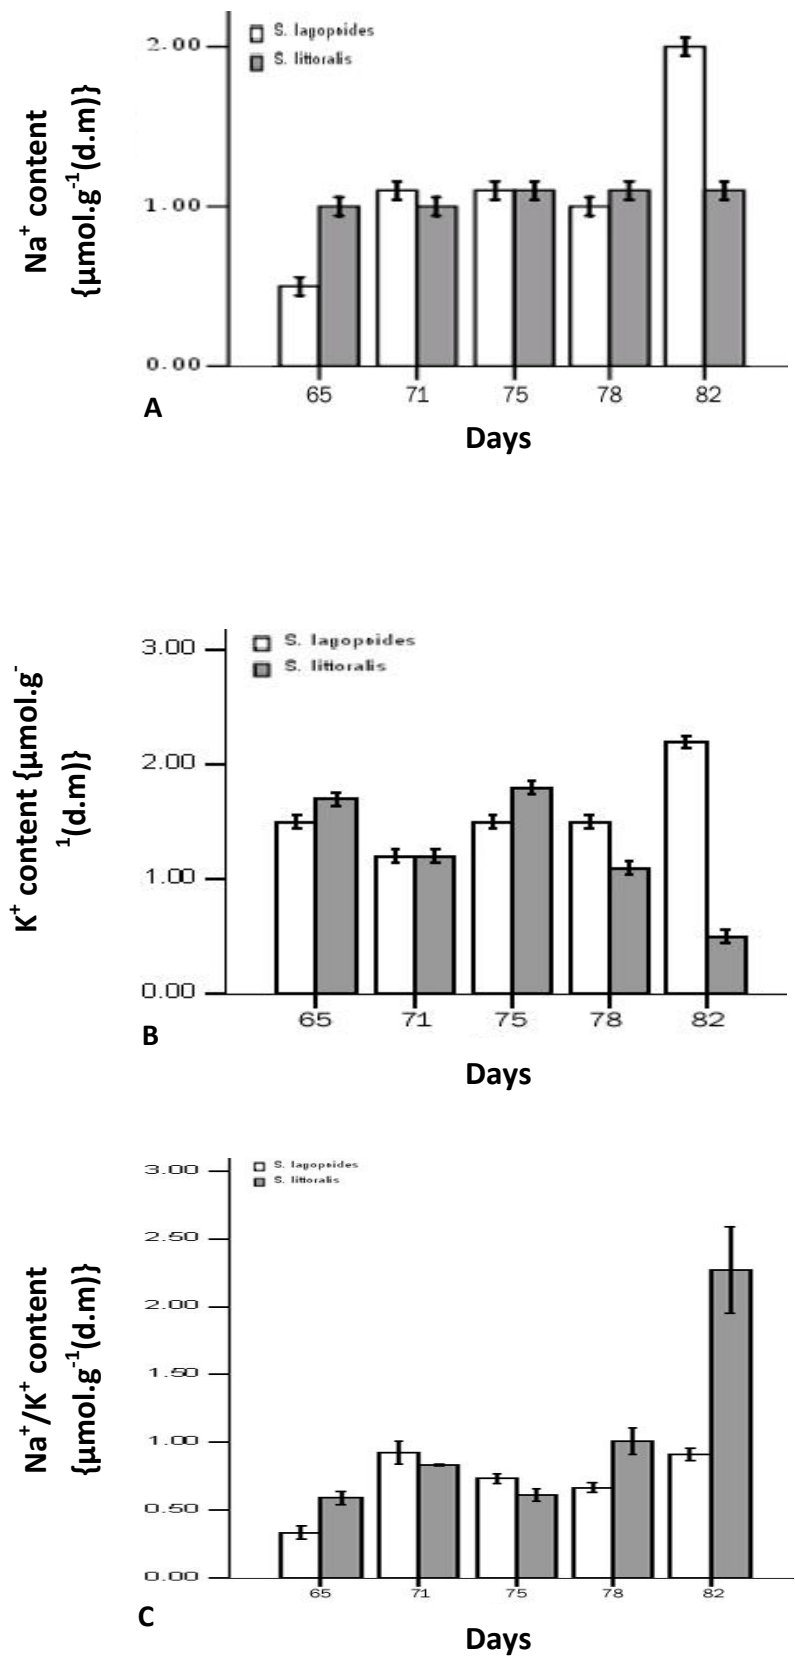 Na⁺ content
{µmol.g⁻¹(d.m)}
S. lagopoides
S. littoralis
2.00
1.00
0.00
65 71 75 78 82
A
Days
K⁺ content {µmol.g⁻
¹(d.m)}
S. lagopoides
S. littoralis
3.00
2.00
1.00
0.00
65 71 75 78 82
B
Days
Na⁺/K⁺ content
{µmol.g⁻¹(d.m)}
S. lagopoides
S. littoralis
3.00
2.50
2.00
1.50
1.00
0.50
0.00
65 71 75 78 82
C
Days